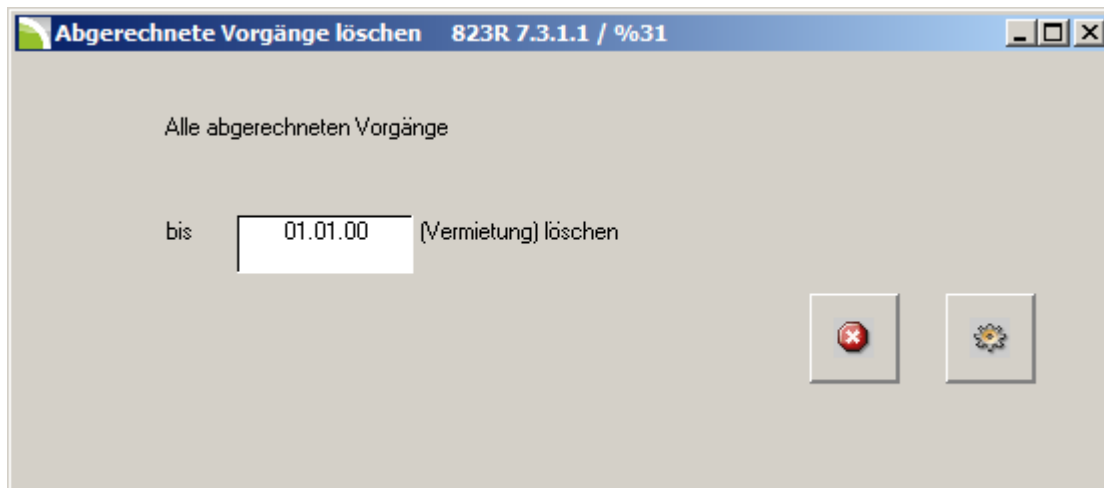 Abgerechnete Vorgänge löschen 823R 7.3.1.1 / %31
Alle abgerechneten Vorgänge
bis 01.01.00 (Vermietung) löschen